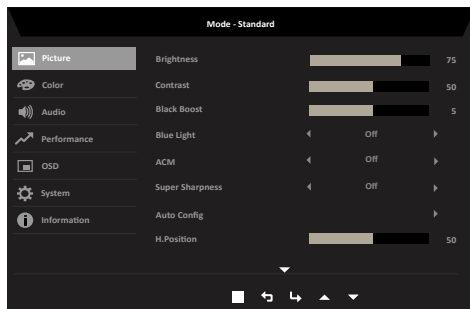 Mode - Standard
Picture
Color
Audio
Performance
OSD
System
Information
Brightness 75
Contrast 50
Black Boost 5
Blue Light Off
ACM Off
Super Sharpness Off
Auto Config
H.Position 50